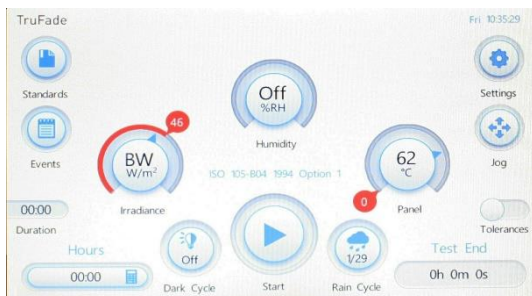 TruFade
Fri 10:35:29
Standards
Off
%RH
Humidity
Settings
Events
46
BW
W/m²
Irradiance
ISO 105-B04 1994 Option 1
62
°C
0
Panel
Jog
00:00
Duration
Tolerances
Hours
00:00
Off
Dark Cycle
Start
1/29
Rain Cycle
Test End
0h 0m 0s